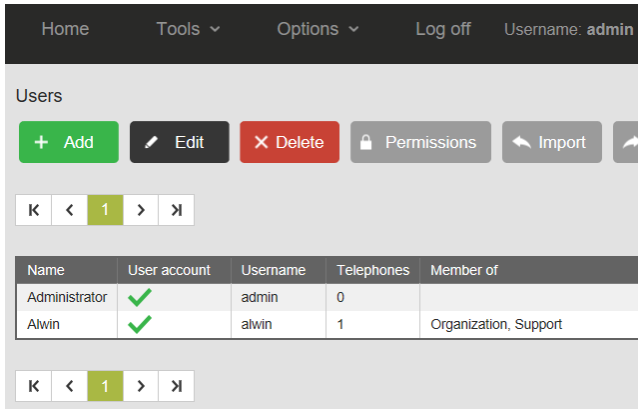 Home Tools Options Log off Username: admin
Users
+ Add Edit Delete Permissions Import
1
Name User account Username Telephones Member of
Administrator admin 0
Alwin alwin 1 Organization, Support
1